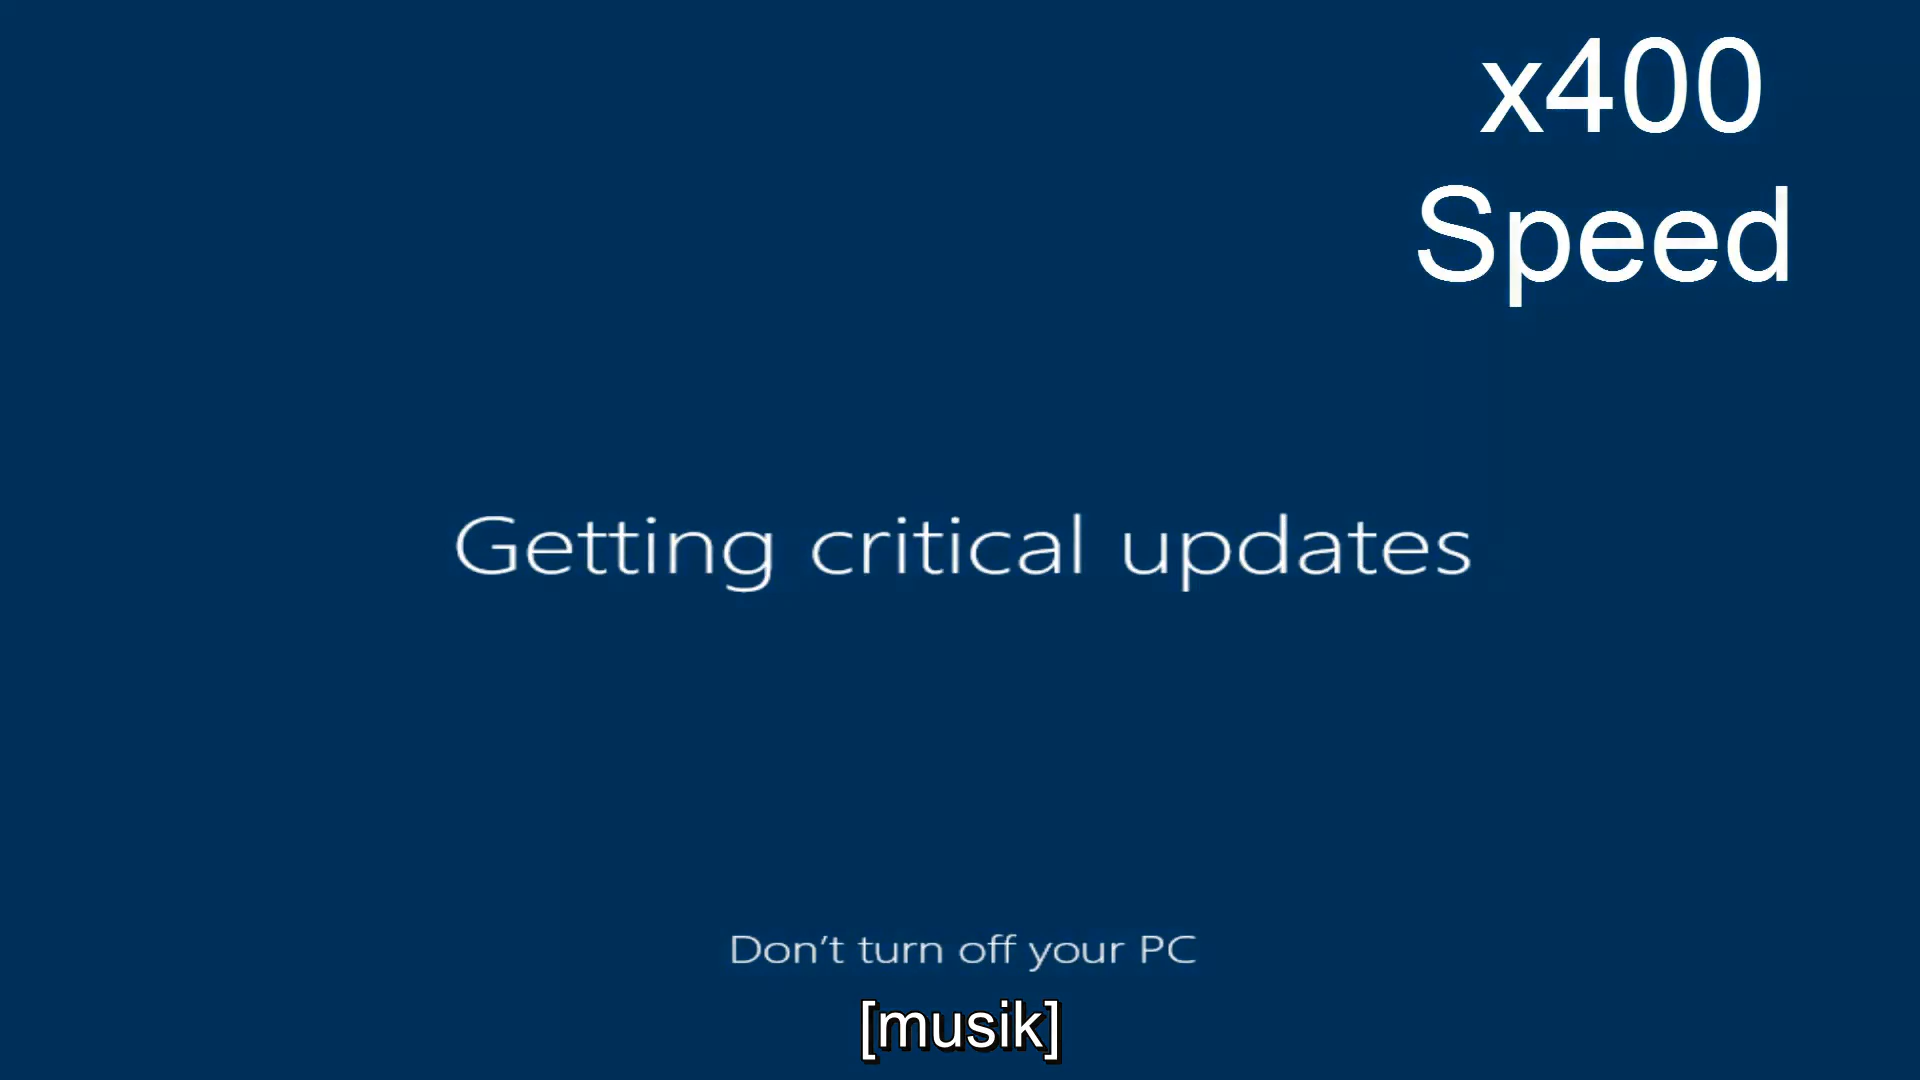 x400
Speed
Getting critical updates
Don't turn off your PC
[musik]